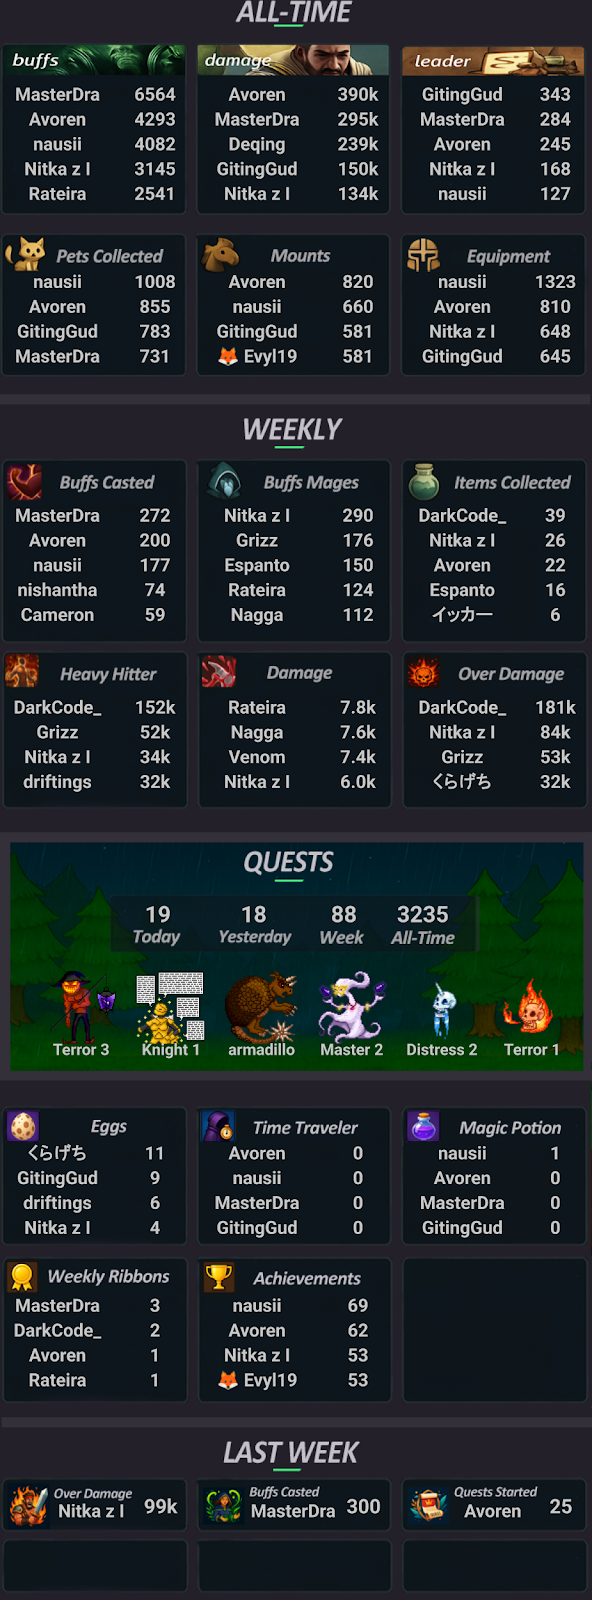 ALL-TIME
buffs
MasterDra 6564
Avoren 4293
nausii 4082
Nitka z l 3145
Rateira 2541
damage
Avoren 390k
MasterDra 295k
Deqing 239k
GitingGud 150k
Nitka z l 134k
leader
GitingGud 343
MasterDra 284
Avoren 245
Nitka z l 168
nausii 127
Pets Collected
nausii 1008
Avoren 855
GitingGud 783
MasterDra 731
Mounts
Avoren 820
nausii 660
GitingGud 581
🦊 Evyl19 581
Equipment
nausii 1323
Avoren 810
Nitka z l 648
GitingGud 645
WEEKLY
Buffs Casted
MasterDra 272
Avoren 200
nausii 177
nishantha 74
Cameron 59
Buffs Mages
Nitka z l 290
Grizz 176
Espanto 150
Rateira 124
Nagga 112
Items Collected
DarkCode_ 39
Nitka z l 26
Avoren 22
Espanto 16
イッカー 6
Heavy Hitter
DarkCode_ 152k
Grizz 52k
Nitka z l 34k
driftings 32k
Damage
Rateira 7.8k
Nagga 7.6k
Venom 7.4k
Nitka z l 6.0k
Over Damage
DarkCode_ 181k
Nitka z l 84k
Grizz 53k
くらげち 32k
QUESTS
19 18 88 3235
Today Yesterday Week All-Time
Terror 3 Knight 1 armadillo Master 2 Distress 2 Terror 1
Eggs
くらげち 11
GitingGud 9
driftings 6
Nitka z l 4
Time Traveler
Avoren 0
nausii 0
MasterDra 0
GitingGud 0
Magic Potion
nausii 1
Avoren 0
MasterDra 0
GitingGud 0
Weekly Ribbons
MasterDra 3
DarkCode_ 2
Avoren 1
Rateira 1
Achievements
nausii 69
Avoren 62
Nitka z l 53
🦊 Evyl19 53
LAST WEEK
Over Damage
Nitka z l 99k
Buffs Casted
MasterDra 300
Quests Started
Avoren 25